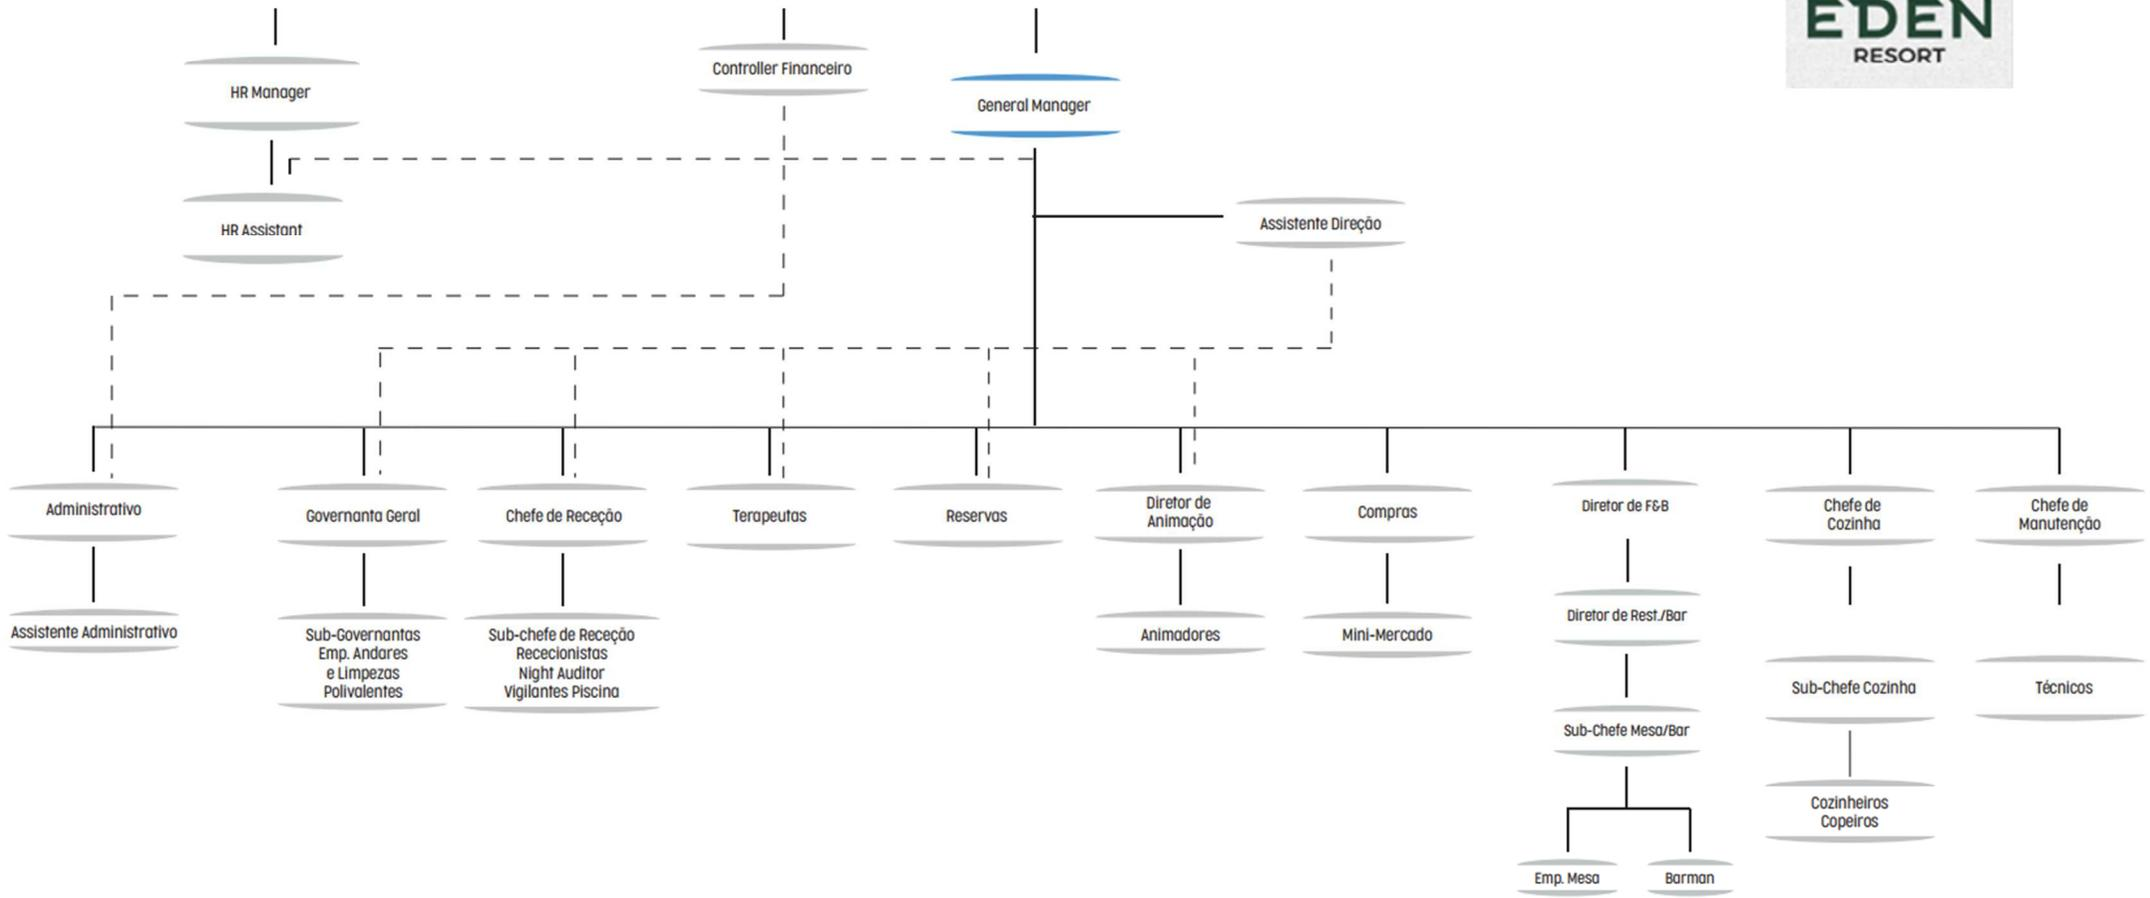 EDEN
RESORT
Controller Financeiro
HR Manager
General Manager
HR Assistant
Assistente Direção
Administrativo
Governanta Geral
Chefe de Receção
Terapeutas
Reservas
Diretor de
Animação
Compras
Diretor de F&B
Chefe de
Cozinha
Chefe de
Manutenção
Assistente Administrativo
Sub-Governantas
Emp. Andares
e Limpezas
Polivalentes
Sub-chefe de Receção
Rececionistas
Night Auditor
Vigilantes Piscina
Animadores
Mini-Mercado
Diretor de Rest./Bar
Sub-Chefe Mesa/Bar
Sub-Chefe Cozinha
Técnicos
Cozinheiros
Copeiros
Emp. Mesa
Barman